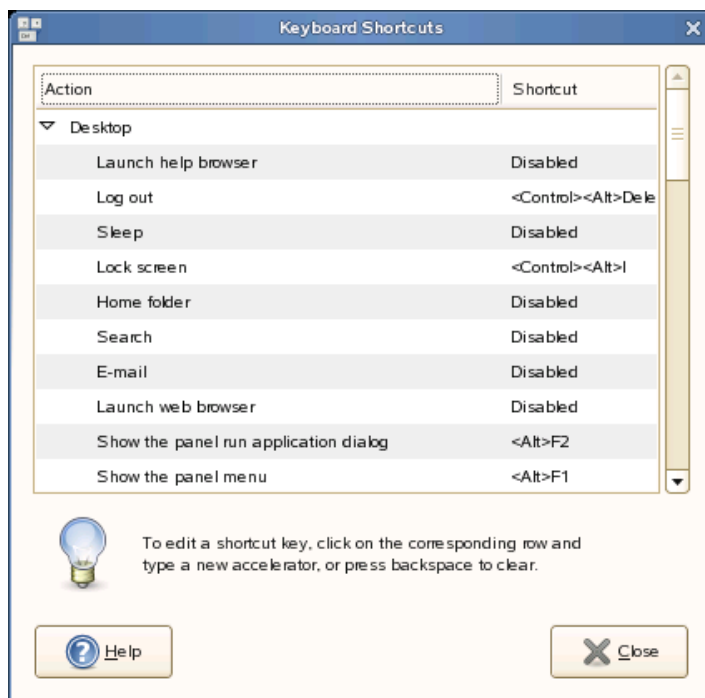 Keyboard Shortcuts
Action Shortcut
Desktop
Launch help browser Disabled
Log out <Control><Alt>Dele
Sleep Disabled
Lock screen <Control><Alt>l
Home folder Disabled
Search Disabled
E-mail Disabled
Launch web browser Disabled
Show the panel run application dialog <Alt>F2
Show the panel menu <Alt>F1
To edit a shortcut key, click on the corresponding row and
type a new accelerator, or press backspace to clear.
Help Close